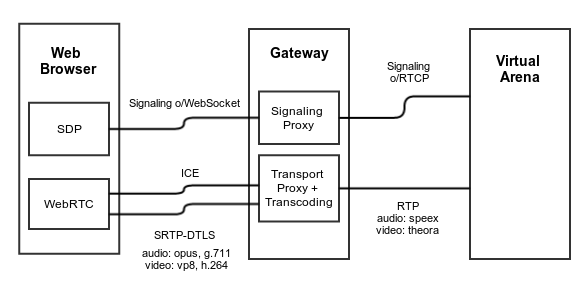 Web
Browser
SDP
WebRTC
Signaling o/WebSocket
ICE
SRTP-DTLS
audio: opus, g.711
video: vp8, h.264
Gateway
Signaling
Proxy
Transport
Proxy +
Transcoding
Signaling
o/RTCP
RTP
audio: speex
video: theora
Virtual
Arena